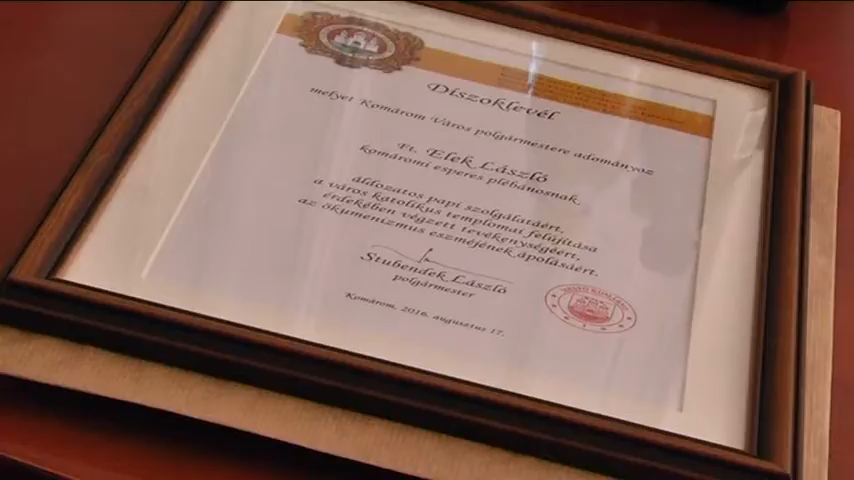 Díszoklevél
melyet Komárom Város polgármestere adományoz
Ft. Elek László
komáromi esperes plébánosnak,
áldozatos papi szolgálatáért,
a város katolikus templomai felújítása
érdekében végzett tevékenységéért,
az ökumenizmus eszméjének ápolásáért.
Stubendek László
polgármester
Komárom, 2016. augusztus 17.